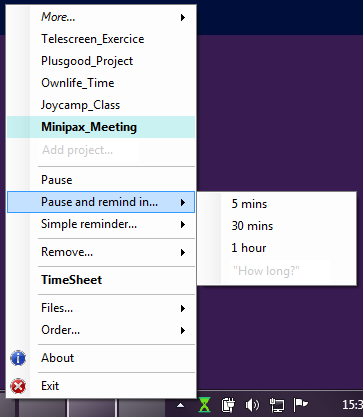 More...
Telescreen_Exercice
Plusgood_Project
Ownlife_Time
Joycamp_Class
Minipax_Meeting
Add project...
Pause
Pause and remind in...
5 mins
30 mins
1 hour
"How long?"
Simple reminder...
Remove...
TimeSheet
Files...
Order...
About
Exit
15:3